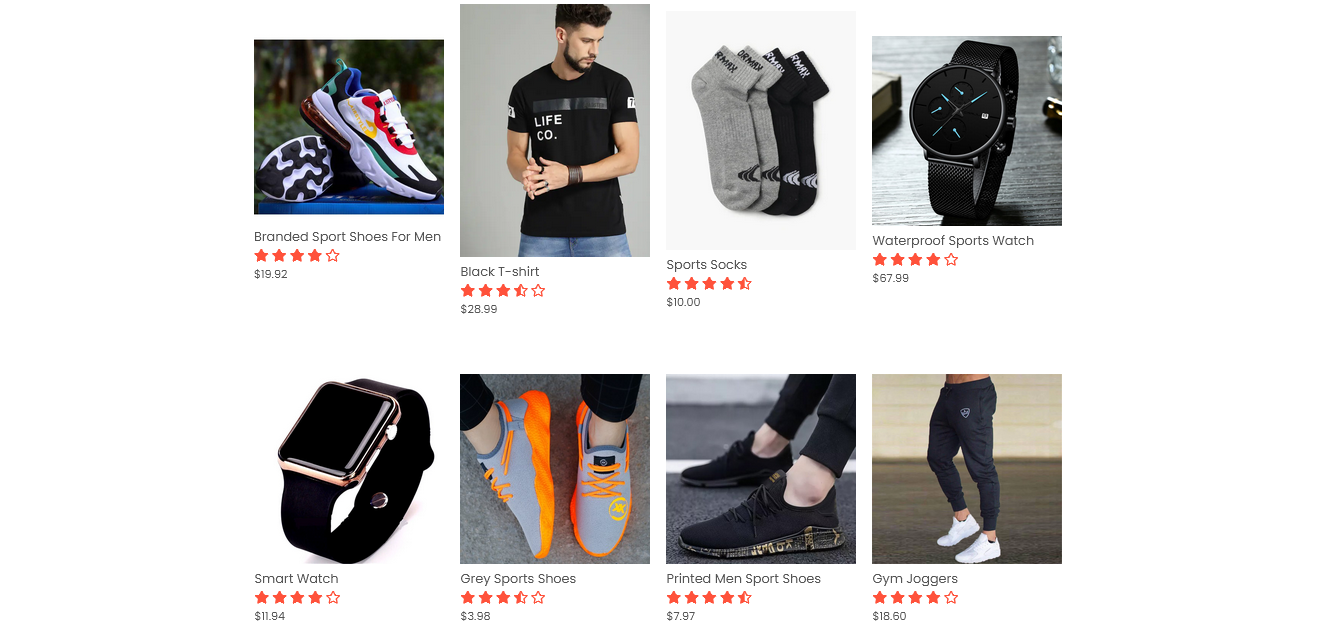 LIFE
CO.
Branded Sport Shoes For Men
$19.92
Black T-shirt
$28.99
Sports Socks
$10.00
Waterproof Sports Watch
$67.99
Smart Watch
$11.94
Grey Sports Shoes
$3.98
Printed Men Sport Shoes
$7.97
Gym Joggers
$18.60